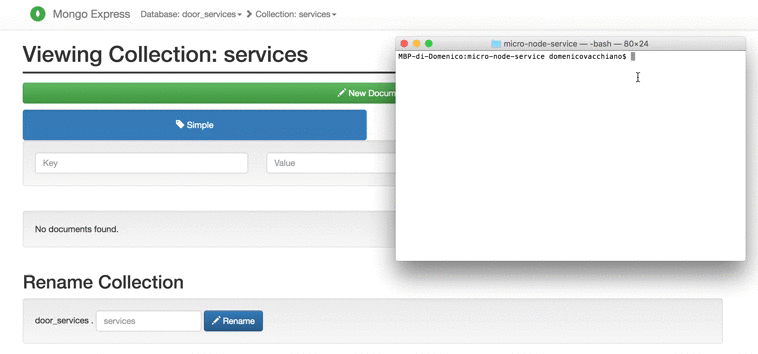 Mongo Express Database: door_services Collection: services
Viewing Collection: services
New Docum
Simple
Key Value
No documents found.
Rename Collection
door_services . services Rename
micro-node-service — -bash — 80×24
MBP-di-Domenico:micro-node-service domenicovacchiano$